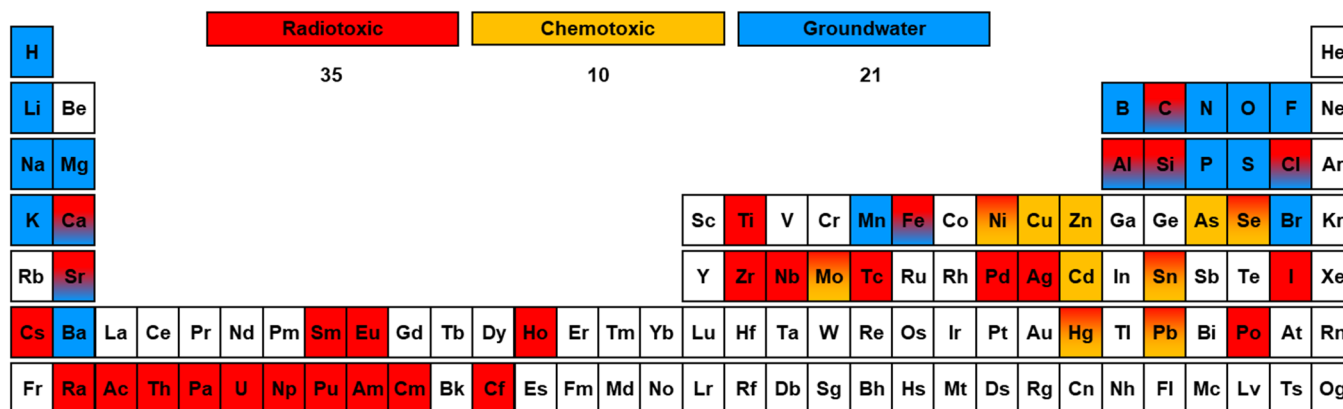 Radiotoxic Chemotoxic Groundwater
35 10 21
H He
Li Be B C N O F Ne
Na Mg Al Si P S Cl Ar
K Ca Sc Ti V Cr Mn Fe Co Ni Cu Zn Ga Ge As Se Br Kr
Rb Sr Y Zr Nb Mo Tc Ru Rh Pd Ag Cd In Sn Sb Te I Xe
Cs Ba La Ce Pr Nd Pm Sm Eu Gd Tb Dy Ho Er Tm Yb Lu Hf Ta W Re Os Ir Pt Au Hg Tl Pb Bi Po At Rn
Fr Ra Ac Th Pa U Np Pu Am Cm Bk Cf Es Fm Md No Lr Rf Db Sg Bh Hs Mt Ds Rg Cn Nh Fl Mc Lv Ts Og